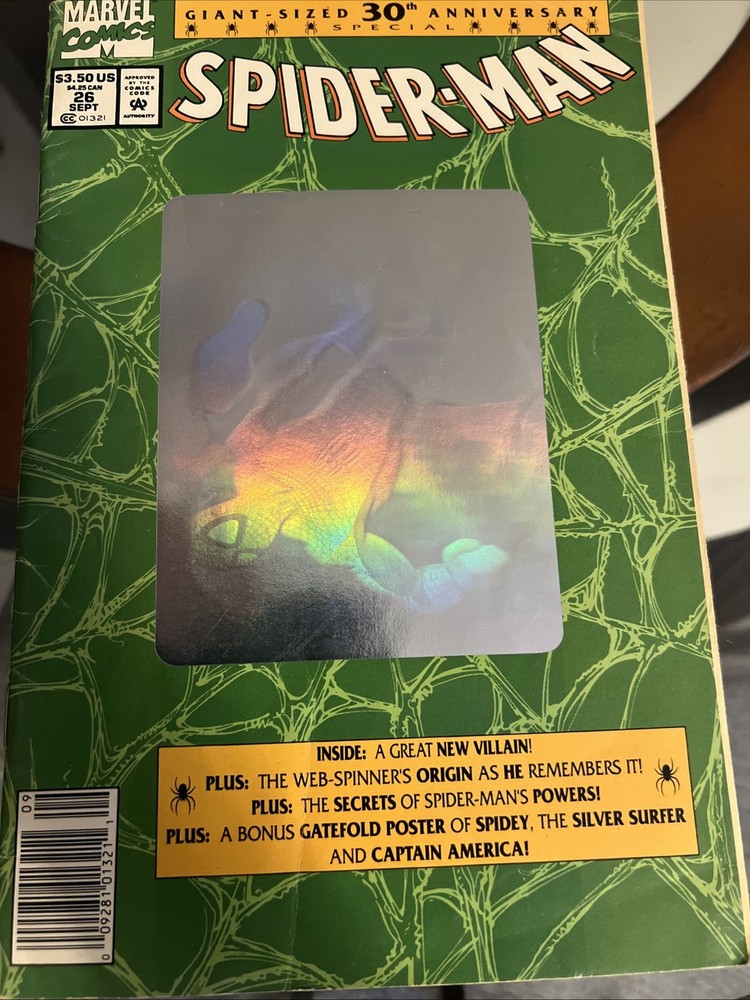 MARVEL
COMICS
M
GIANT-SIZED 30th ANNIVERSARY
SPECIAL
$3.50 US
$4.25 CAN
26
SEPT
CC 01321
APPROVED
BY THE
COMICS
CODE
CA
AUTHORITY
SPIDER-MAN
INSIDE: A GREAT NEW VILLAIN!
PLUS: THE WEB-SPINNER'S ORIGIN AS HE REMEMBERS IT!
PLUS: THE SECRETS OF SPIDER-MAN'S POWERS!
PLUS: A BONUS GATEFOLD POSTER OF SPIDEY, THE SILVER SURFER
AND CAPTAIN AMERICA!
09
0 09281 01321 1